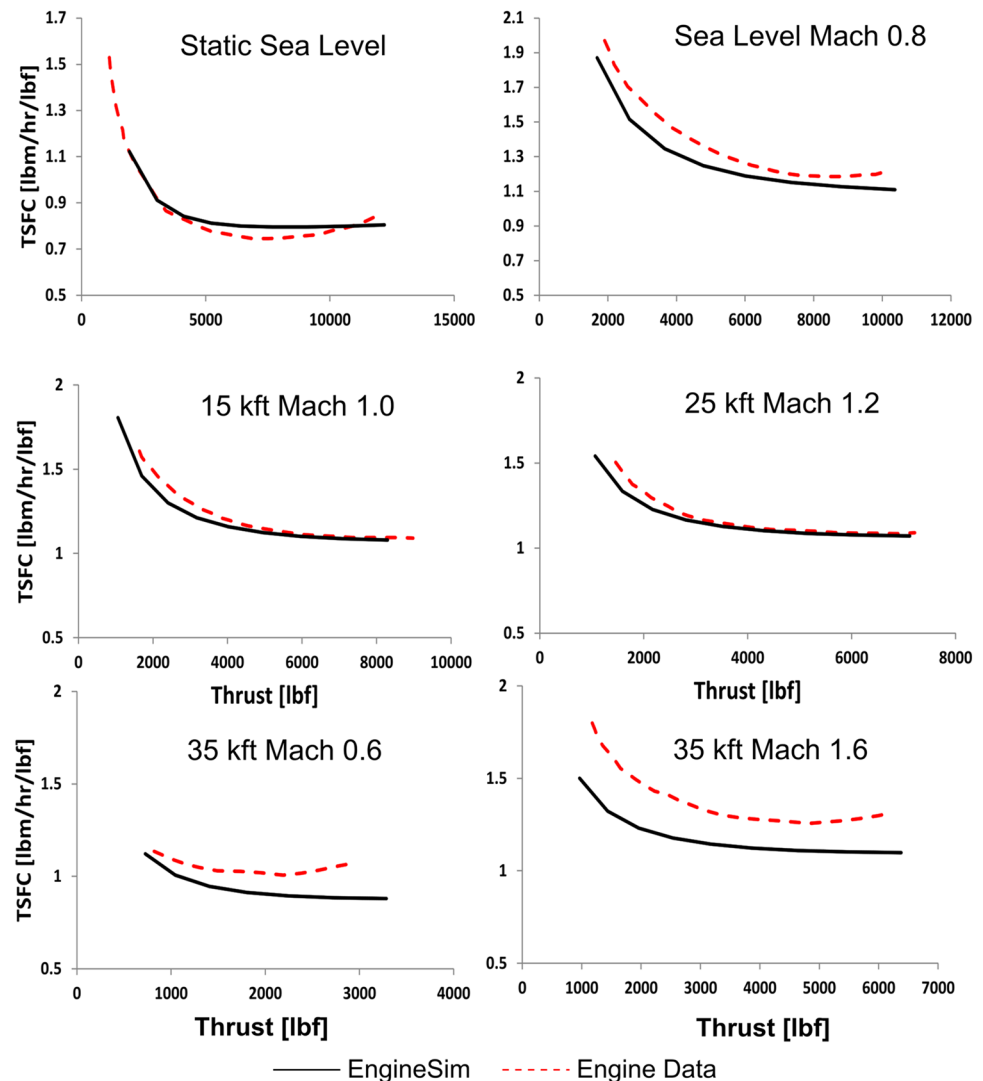 Static Sea Level
TSFC [lbm/hr/lbf]
1.7
1.5
1.3
1.1
0.9
0.7
0.5
0 5000 10000 15000
Sea Level Mach 0.8
2.1
1.9
1.7
1.5
1.3
1.1
0.9
0.7
0.5
0 2000 4000 6000 8000 10000 12000
15 kft Mach 1.0
TSFC [lbm/hr/lbf]
2
1.5
1
0.5
0 2000 4000 6000 8000 10000
Thrust [lbf]
25 kft Mach 1.2
2
1.5
1
0.5
0 2000 4000 6000 8000
Thrust [lbf]
35 kft Mach 0.6
TSFC [lbm/hr/lbf]
2
1.5
1
0.5
0 1000 2000 3000 4000
Thrust [lbf]
35 kft Mach 1.6
2
1.5
1
0.5
0 1000 2000 3000 4000 5000 6000 7000
Thrust [lbf]
EngineSim Engine Data